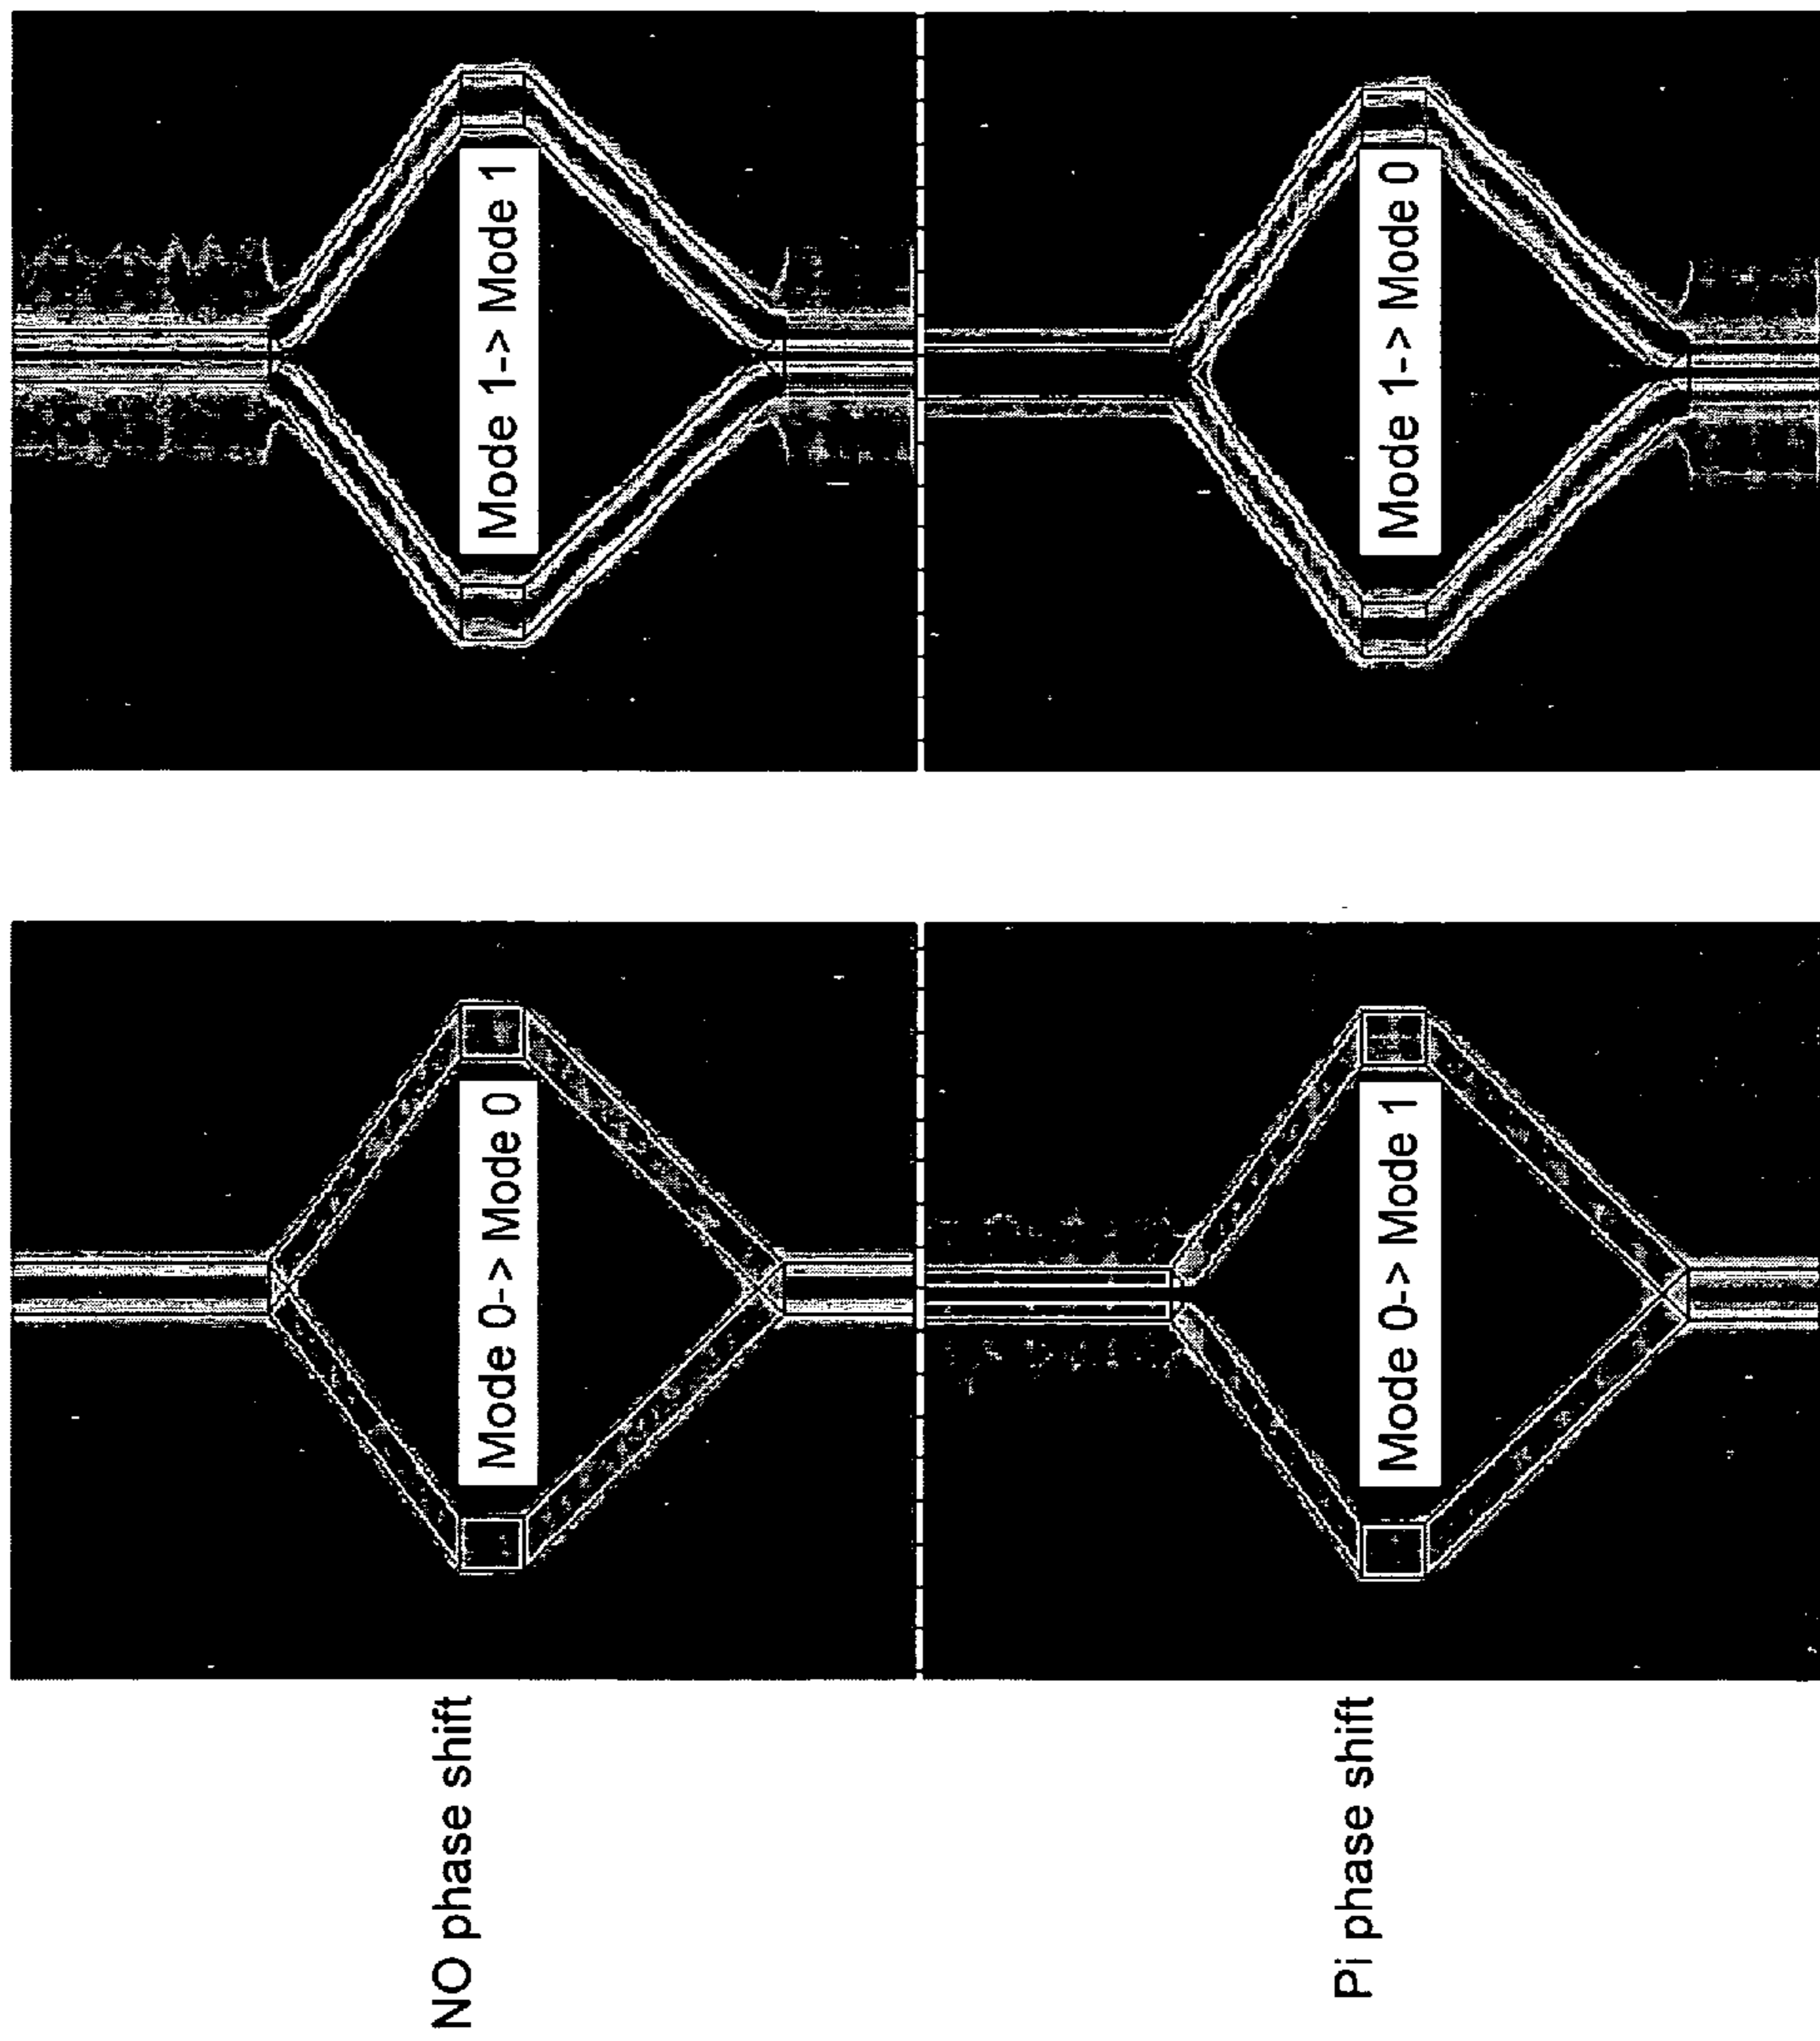 NO phase shift
Mode 0-> Mode 0
Mode 1-> Mode 1
Pi phase shift
Mode 0-> Mode 1
Mode 1-> Mode 0